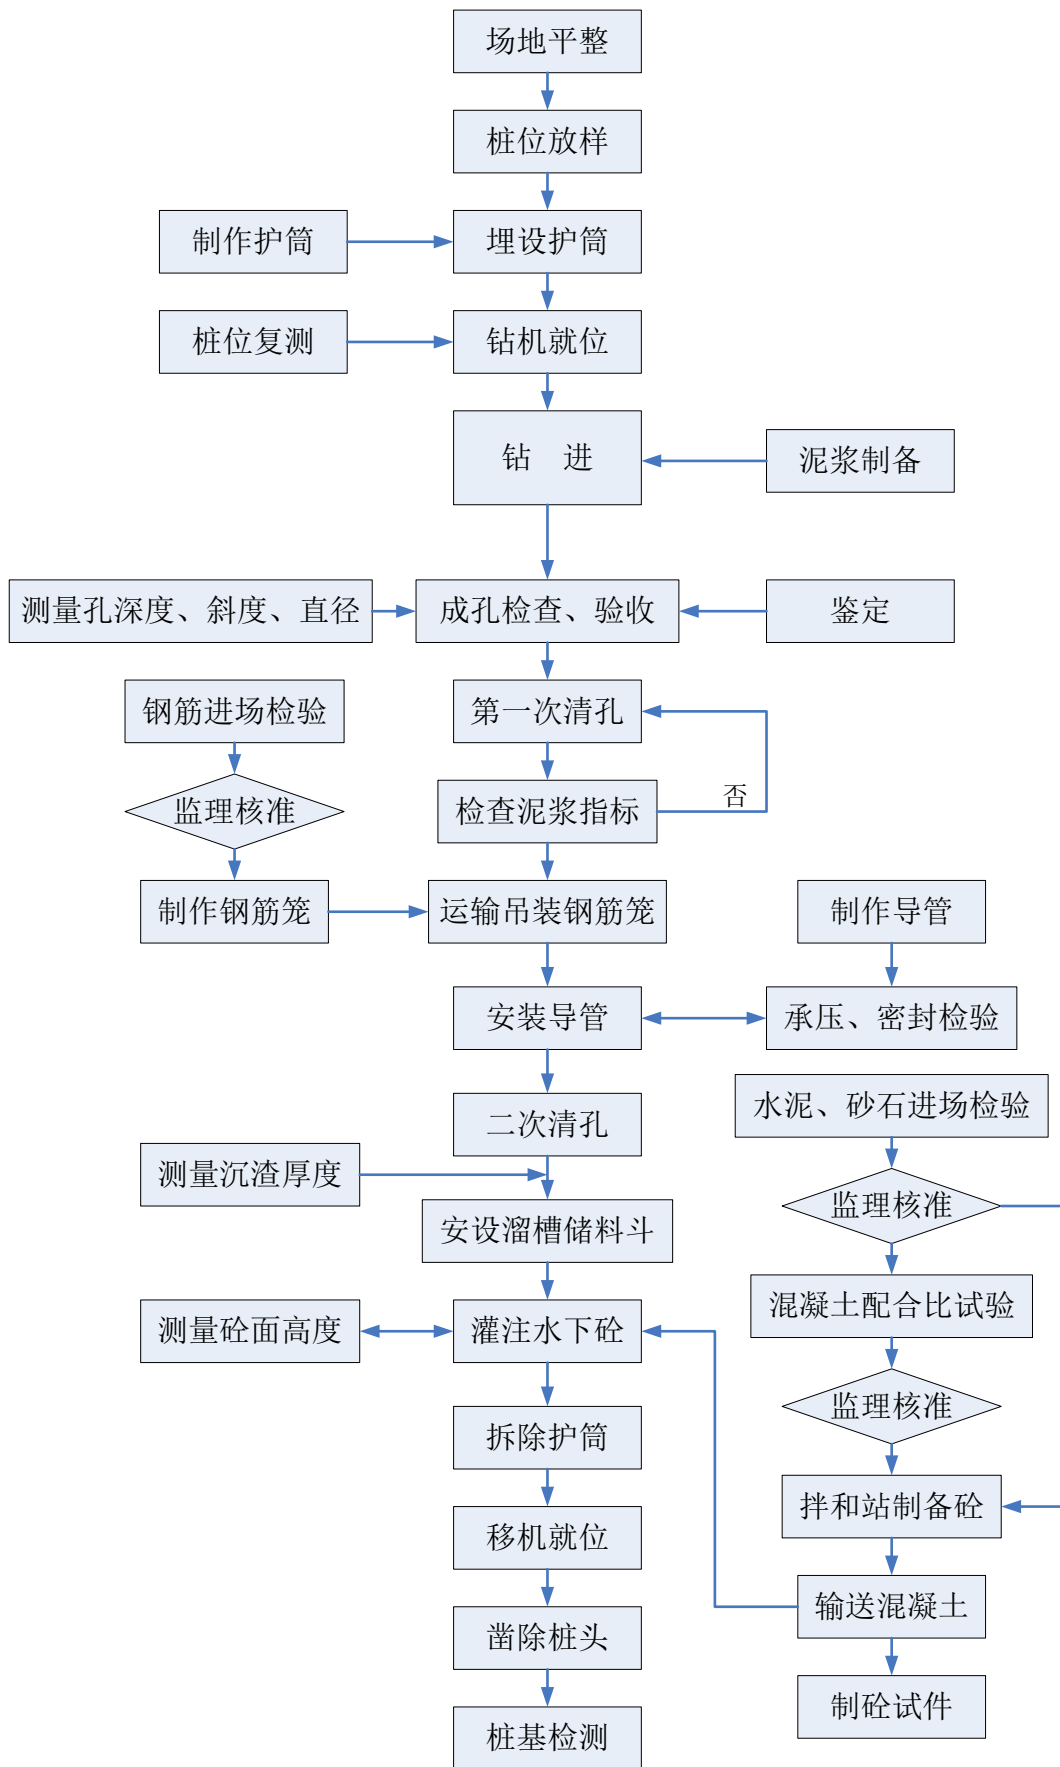 场地平整
桩位放样
制作护筒
埋设护筒
桩位复测
钻机就位
钻 进
泥浆制备
测量孔深度、斜度、直径
成孔检查、验收
鉴定
钢筋进场检验
第一次清孔
监理核准
检查泥浆指标
否
制作钢筋笼
运输吊装钢筋笼
制作导管
安装导管
承压、密封检验
二次清孔
水泥、砂石进场检验
测量沉渣厚度
监理核准
安设溜槽储料斗
混凝土配合比试验
测量砼面高度
灌注水下砼
监理核准
拆除护筒
拌和站制备砼
移机就位
输送混凝土
凿除桩头
制砼试件
桩基检测